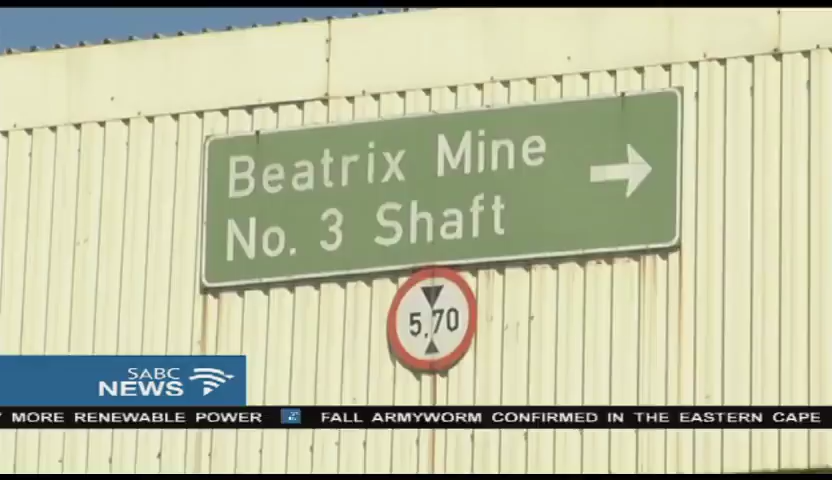 Beatrix Mine
No. 3 Shaft
5.70
SABC
NEWS
MORE RENEWABLE POWER FALL ARMYWORM CONFIRMED IN THE EASTERN CAPE